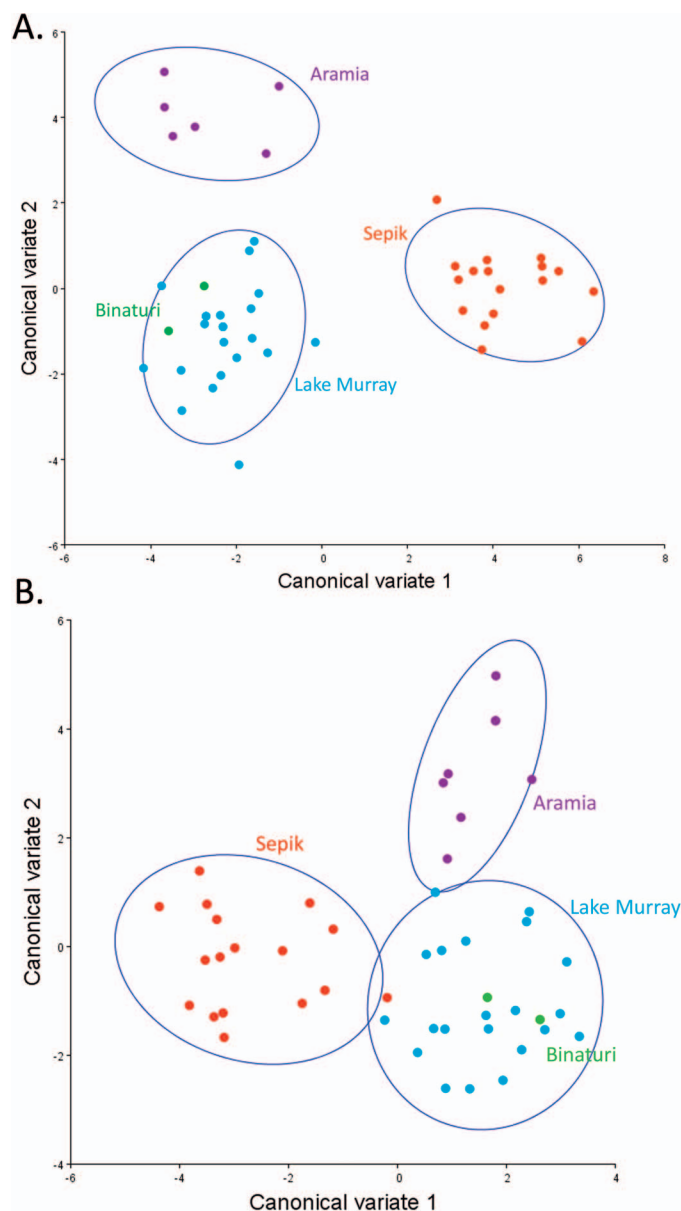 A.
6
4
2
0
-2
-4
-6
Canonical variate 2
Aramia
Sepik
Binaturi
Lake Murray
-6
-4
-2
0
2
4
6
8
Canonical variate 1
B.
6
4
2
0
-2
-4
Canonical variate 2
Aramia
Sepik
Lake Murray
Binaturi
-6
-4
-2
0
2
4
Canonical variate 1